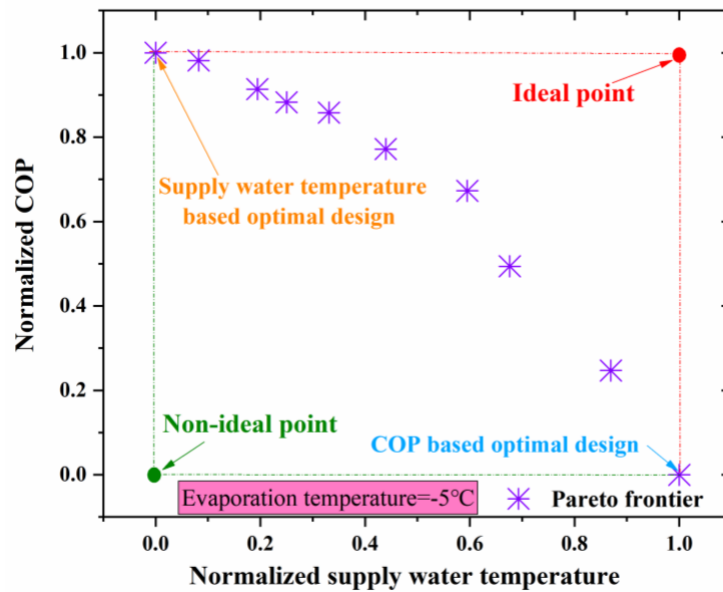 Normalized COP
1.0
0.8
0.6
0.4
0.2
0.0
Ideal point
Supply water temperature
based optimal design
Non-ideal point
COP based optimal design
Evaporation temperature=-5°C
Pareto frontier
0.0 0.2 0.4 0.6 0.8 1.0
Normalized supply water temperature